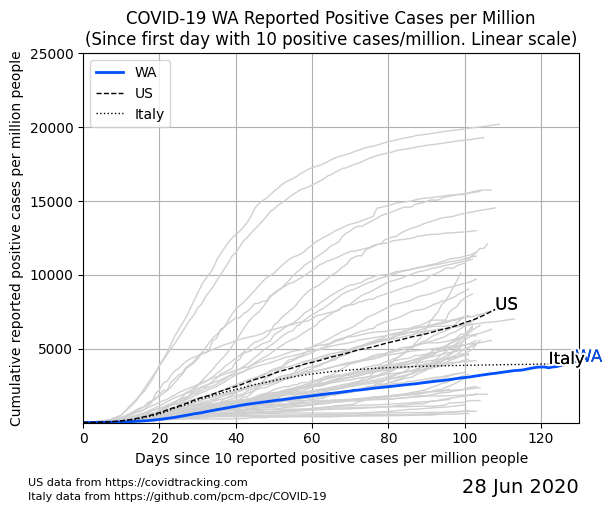 COVID-19 WA Reported Positive Cases per Million
(Since first day with 10 positive cases/million. Linear scale)
Cumulative reported positive cases per million people
25000
20000
15000
10000
5000
WA
US
Italy
US
Italy
WA
0
20
40
60
80
100
120
Days since 10 reported positive cases per million people
US data from https://covidtracking.com
Italy data from https://github.com/pcm-dpc/COVID-19
28 Jun 2020